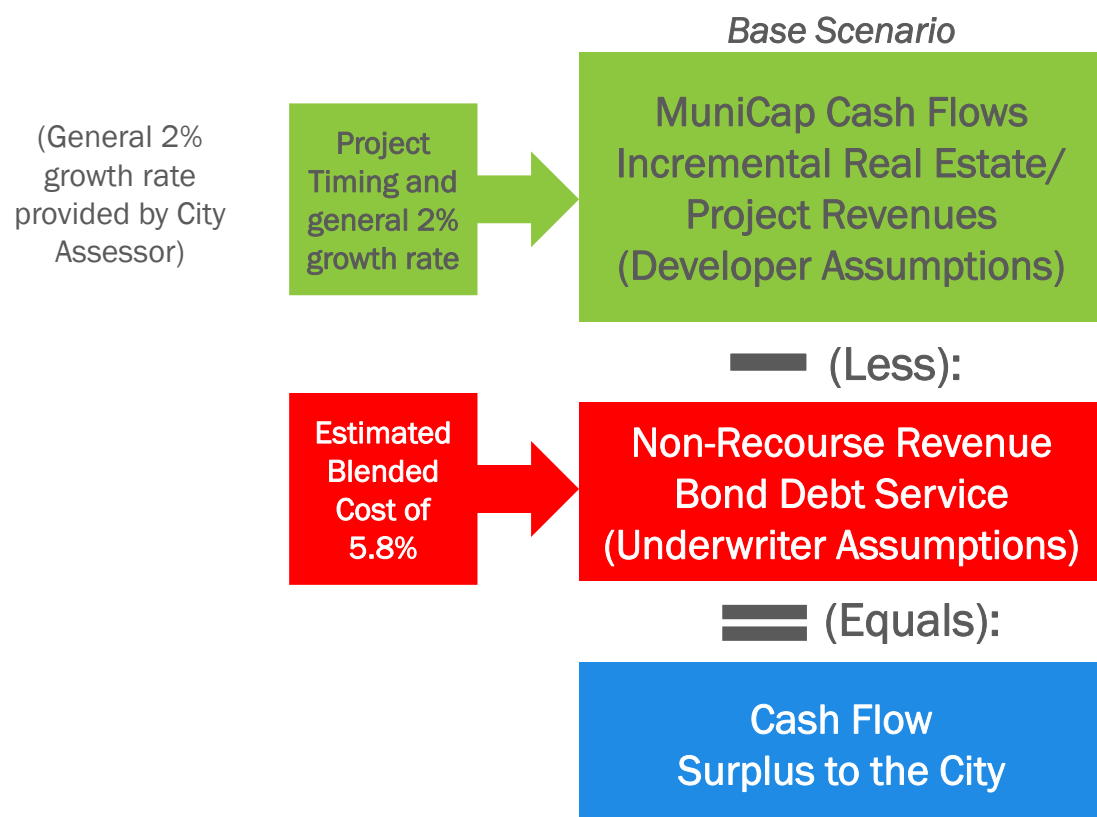 Base Scenario
(General 2%
growth rate
provided by City
Assessor)
Project
Timing and
general 2%
growth rate
MuniCap Cash Flows
Incremental Real Estate/
Project Revenues
(Developer Assumptions)
(Less):
Estimated
Blended
Cost of
5.8%
Non-Recourse Revenue
Bond Debt Service
(Underwriter Assumptions)
(Equals):
Cash Flow
Surplus to the City